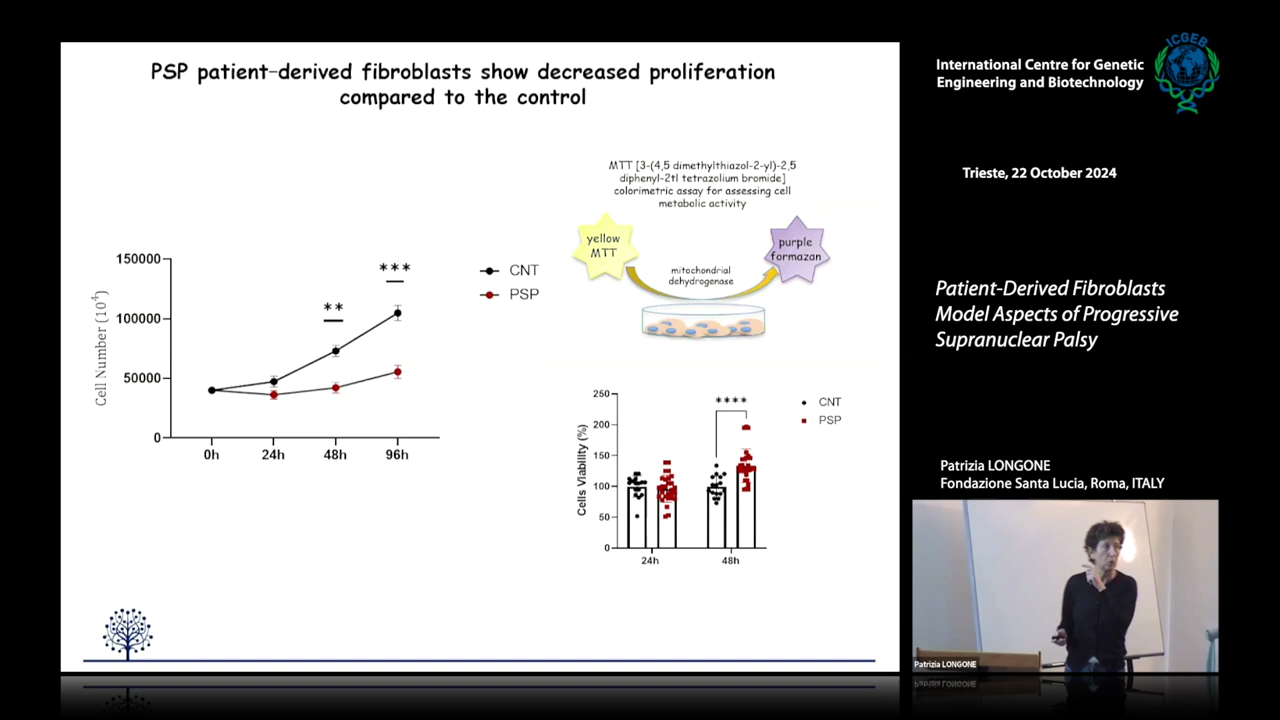 PSP patient-derived fibroblasts show decreased proliferation
compared to the control
MTT [3-(4,5 dimethylthiazol-2-yl)-2,5
diphenyl-2tl tetrazolium bromide]
colorimetric assay for assessing cell
metabolic activity
yellow
MTT
purple
formazan
mitochondrial
dehydrogenase
Cell Number (10⁴)
150000
100000
50000
0
0h
24h
48h
96h
**
***
CNT
PSP
Cells Viability (%)
250
200
150
100
50
0
24h
48h
****
CNT
PSP
ICGEB
International Centre for Genetic
Engineering and Biotechnology
Trieste, 22 October 2024
Patient-Derived Fibroblasts
Model Aspects of Progressive
Supranuclear Palsy
Patrizia LONGONE
Fondazione Santa Lucia, Roma, ITALY
Patrizia LONGONE